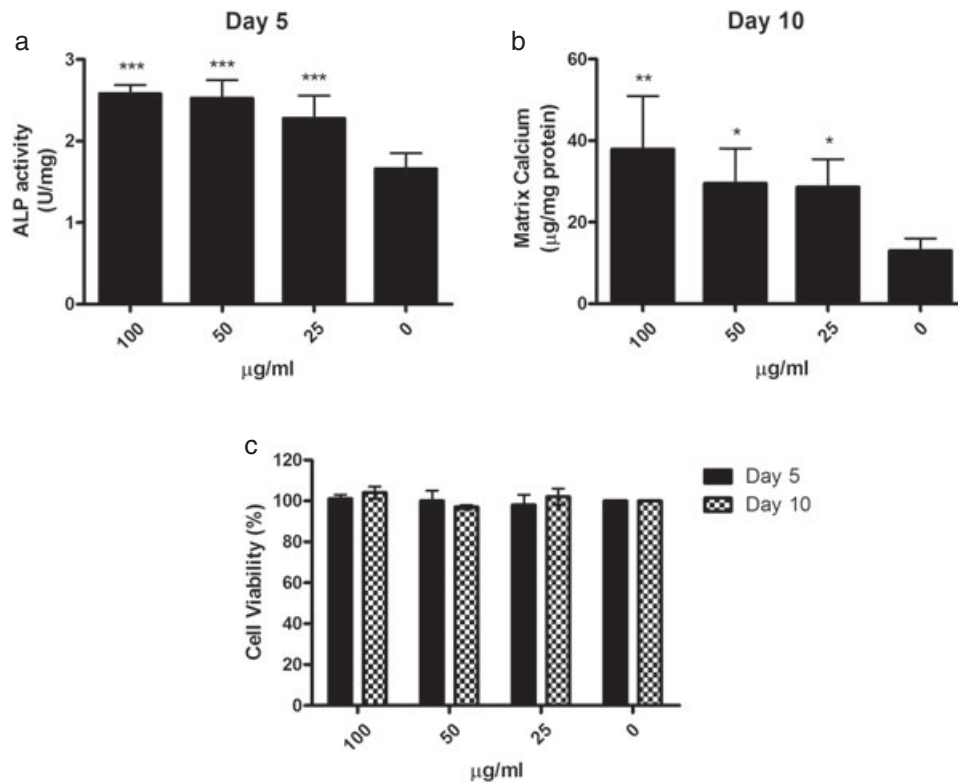 a
Day 5
ALP activity
(U/mg)
3
2
1
0
***
***
***
100
50
25
0
μg/ml
b
Day 10
Matrix Calcium
(μg/mg protein)
60
40
20
0
**
*
*
100
50
25
0
μg/ml
c
Cell Viability (%)
120
100
80
60
40
20
0
100
50
25
0
μg/ml
Day 5
Day 10